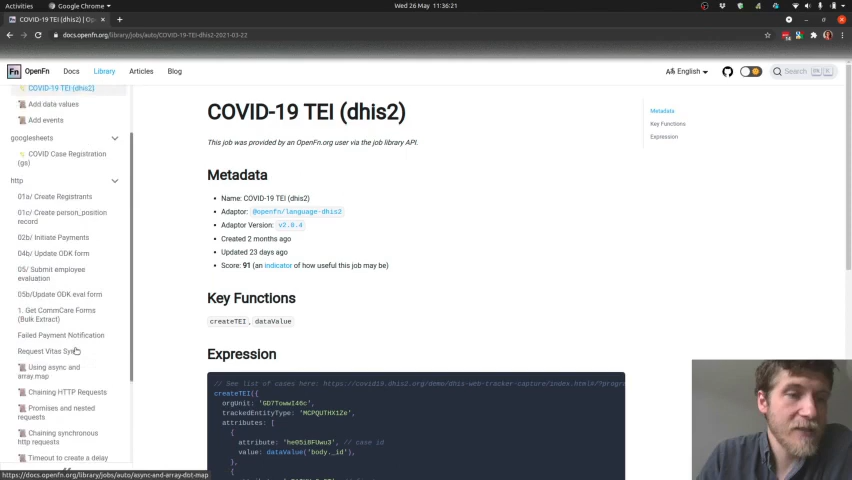 Activities
Google Chrome
Wed 26 May 11:36:21
COVID-19 TEI (dhis2) | O
docs.openfn.org/library/jobs/auto/COVID-19-TEI-dhis2-2021-03-22
Fn OpenFn Docs Library Articles Blog
English
Search
COVID-19 TEI (dhis2)
Add data values
Add events
googlesheets
COVID Case Registration
(gs)
http
01a/ Create Registrants
01c/ Create person_position
record
02b/ Initiate Payments
04b/ Update ODK form
05/ Submit employee
evaluation
05b/Update ODK eval form
1. Get CommCare Forms
(Bulk Extract)
Failed Payment Notification
Request Vitas Sync
Using async and
array.map
Chaining HTTP Requests
Promises and nested
requests
Chaining synchronous
http requests
Timeout to create a delay
COVID-19 TEI (dhis2)
This job was provided by an OpenFn.org user via the job library API.
Metadata
Name: COVID-19 TEI (dhis2)
Adaptor: @openfn/language-dhis2
Adaptor Version: v2.0.4
Created 2 months ago
Updated 23 days ago
Score: 91 (an indicator of how useful this job may be)
Key Functions
createTEI, dataValue
Expression
// See list of cases here: https://covid19.dhis2.org/demo/dhis-web-tracker-capture/index.html#/?progra
createTEI({
orgUnit: 'GD7TowwI46c',
trackedEntityType: 'MCPQUTHX1Ze',
attributes: [
{
attribute: 'he05i8FUwu3', // case id
value: dataValue('body._id'),
},
{
Metadata
Key Functions
Expression
https://docs.openfn.org/library/jobs/auto/async-and-array-dot-map